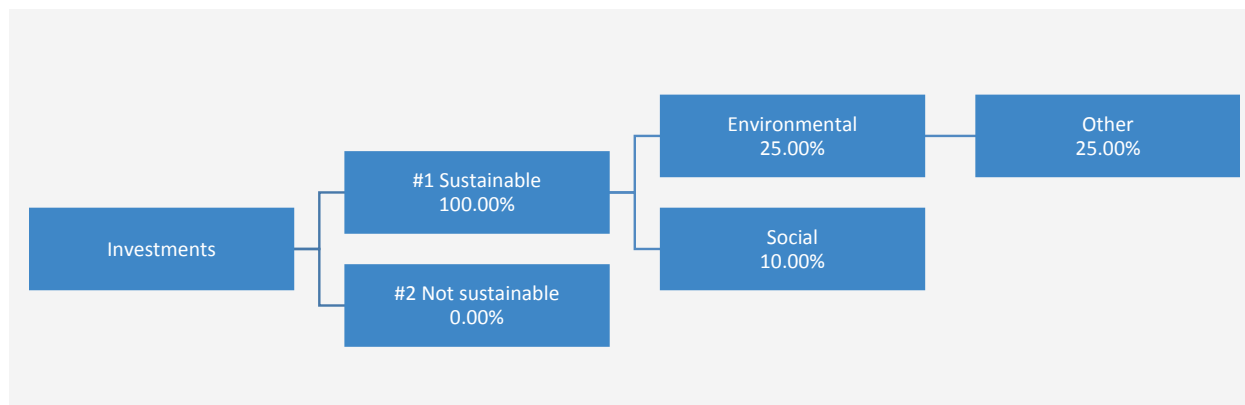 Investments
#1 Sustainable
100.00%
#2 Not sustainable
0.00%
Environmental
25.00%
Social
10.00%
Other
25.00%